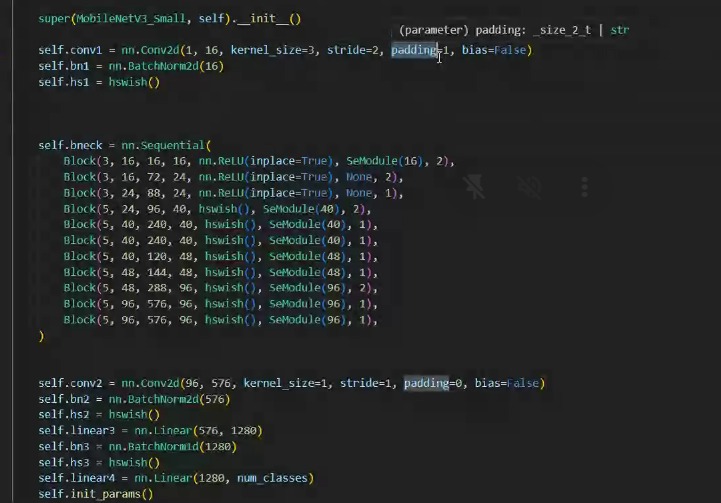 super(MobileNetV3_Small, self).__init__()
(parameter) padding: _size_2_t | str
self.conv1 = nn.Conv2d(1, 16, kernel_size=3, stride=2, padding=1, bias=False)
self.bn1 = nn.BatchNorm2d(16)
self.hs1 = hswish()
self.bneck = nn.Sequential(
Block(3, 16, 16, 16, nn.ReLU(inplace=True), SeModule(16), 2),
Block(3, 16, 72, 24, nn.ReLU(inplace=True), None, 2),
Block(3, 24, 88, 24, nn.ReLU(inplace=True), None, 1),
Block(5, 24, 96, 40, hswish(), SeModule(40), 2),
Block(5, 40, 240, 40, hswish(), SeModule(40), 1),
Block(5, 40, 240, 40, hswish(), SeModule(40), 1),
Block(5, 40, 120, 48, hswish(), SeModule(48), 1),
Block(5, 48, 144, 48, hswish(), SeModule(48), 1),
Block(5, 48, 288, 96, hswish(), SeModule(96), 2),
Block(5, 96, 576, 96, hswish(), SeModule(96), 1),
Block(5, 96, 576, 96, hswish(), SeModule(96), 1),
)
self.conv2 = nn.Conv2d(96, 576, kernel_size=1, stride=1, padding=0, bias=False)
self.bn2 = nn.BatchNorm2d(576)
self.hs2 = hswish()
self.linear3 = nn.Linear(576, 1280)
self.bn3 = nn.BatchNorm1d(1280)
self.hs3 = hswish()
self.linear4 = nn.Linear(1280, num_classes)
self.init_params()